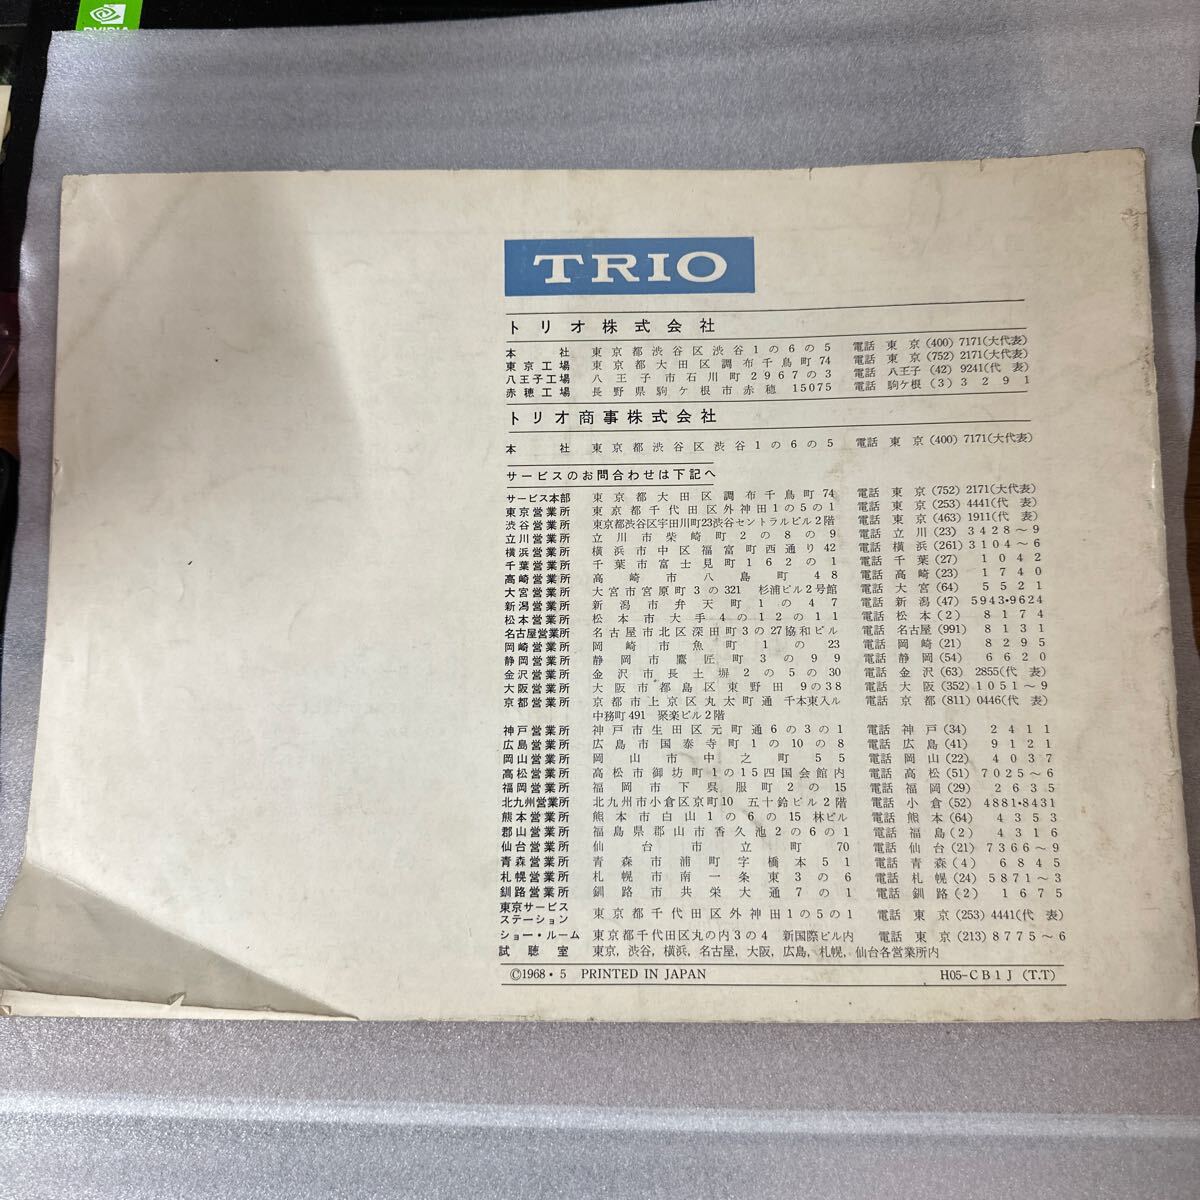 TRIO
トリオ株式会社
本社 東京都渋谷区渋谷1の6の5 電話 東京(400)7171(大代表)
東京工場 東京都大田区調布千鳥町74 電話 東京(752)2171(大代表)
八王子工場 八王子市石川町2967の3 電話 八王子(42)9241(代表)
赤穂工場 長野県駒ケ根市赤穂15075 電話 駒ケ根(3)3291
トリオ商事株式会社
本社 東京都渋谷区渋谷1の6の5 電話 東京(400)7171(大代表)
サービスのお問合わせは下記へ
サービス本部 東京都大田区調布千鳥町74 電話 東京(752)2171(大代表)
東京営業所 東京都千代田区外神田1の5の1 電話 東京(253)4441(代表)
渋谷営業所 東京都渋谷区宇田川町23渋谷セントラルビル2階 電話 東京(463)1911(代表)
立川営業所 立川市柴崎町2の8の9 電話 立川(23)3428～9
横浜営業所 横浜市中区福富町西通り42 電話 横浜(261)3104～6
千葉営業所 千葉市富士見町162の1 電話 千葉(27)1042
高崎営業所 高崎市八島町48 電話 高崎(23)1740
大宮営業所 大宮市宮原町3の321 杉浦ビル2号館 電話 大宮(64)5521
新潟営業所 新潟市弁天町1の47 電話 新潟(47)5943・9624
松本営業所 松本市大手4の12の11 電話 松本(2)8174
名古屋営業所 名古屋市北区深田町3の27協和ビル 電話 名古屋(991)8131
岡崎営業所 岡崎市魚町1の23 電話 岡崎(21)8295
静岡営業所 静岡市鷹匠町3の99 電話 静岡(54)6620
金沢営業所 金沢市長土塀2の5の30 電話 金沢(63)2855(代表)
大阪営業所 大阪市都島区東野田9の38 電話 大阪(352)1051～9
京都営業所 京都市上京区丸太町通 千本東入ル 電話 京都(811)0446(代表)
中務町491 聚楽ビル2階
神戸営業所 神戸市生田区元町通6の3の1 電話 神戸(34)2411
広島営業所 広島市国泰寺町1の10の8 電話 広島(41)9121
岡山営業所 岡山市中之町55 電話 岡山(22)4037
高松営業所 高松市御坊町1の15四国会館内 電話 高松(51)7025～6
福岡営業所 福岡市下呉服町2の15 電話 福岡(29)2635
北九州営業所 北九州市小倉区京町10 五十鈴ビル2階 電話 小倉(52)4881・8431
熊本営業所 熊本市白山1の6の15 林ビル 電話 熊本(64)4353
郡山営業所 福島県郡山市香久池2の6の1 電話 福島(2)4316
仙台営業所 仙台市立町70 電話 仙台(21)7366～9
青森営業所 青森市浦町字橋本51 電話 青森(4)6845
札幌営業所 札幌市南一条東3の6 電話 札幌(24)5871～3
釧路営業所 釧路市共栄大通7の1 電話 釧路(2)1675
東京サービス
ステーション 東京都千代田区外神田1の5の1 電話 東京(253)4441(代表)
ショー・ルーム 東京都千代田区丸の内3の4 新国際ビル内 電話 東京(213)8775～6
試聴室 東京, 渋谷, 横浜, 名古屋, 大阪, 広島, 札幌, 仙台各営業所内
©1968・5 PRINTED IN JAPAN H05-CB1J (T.T)